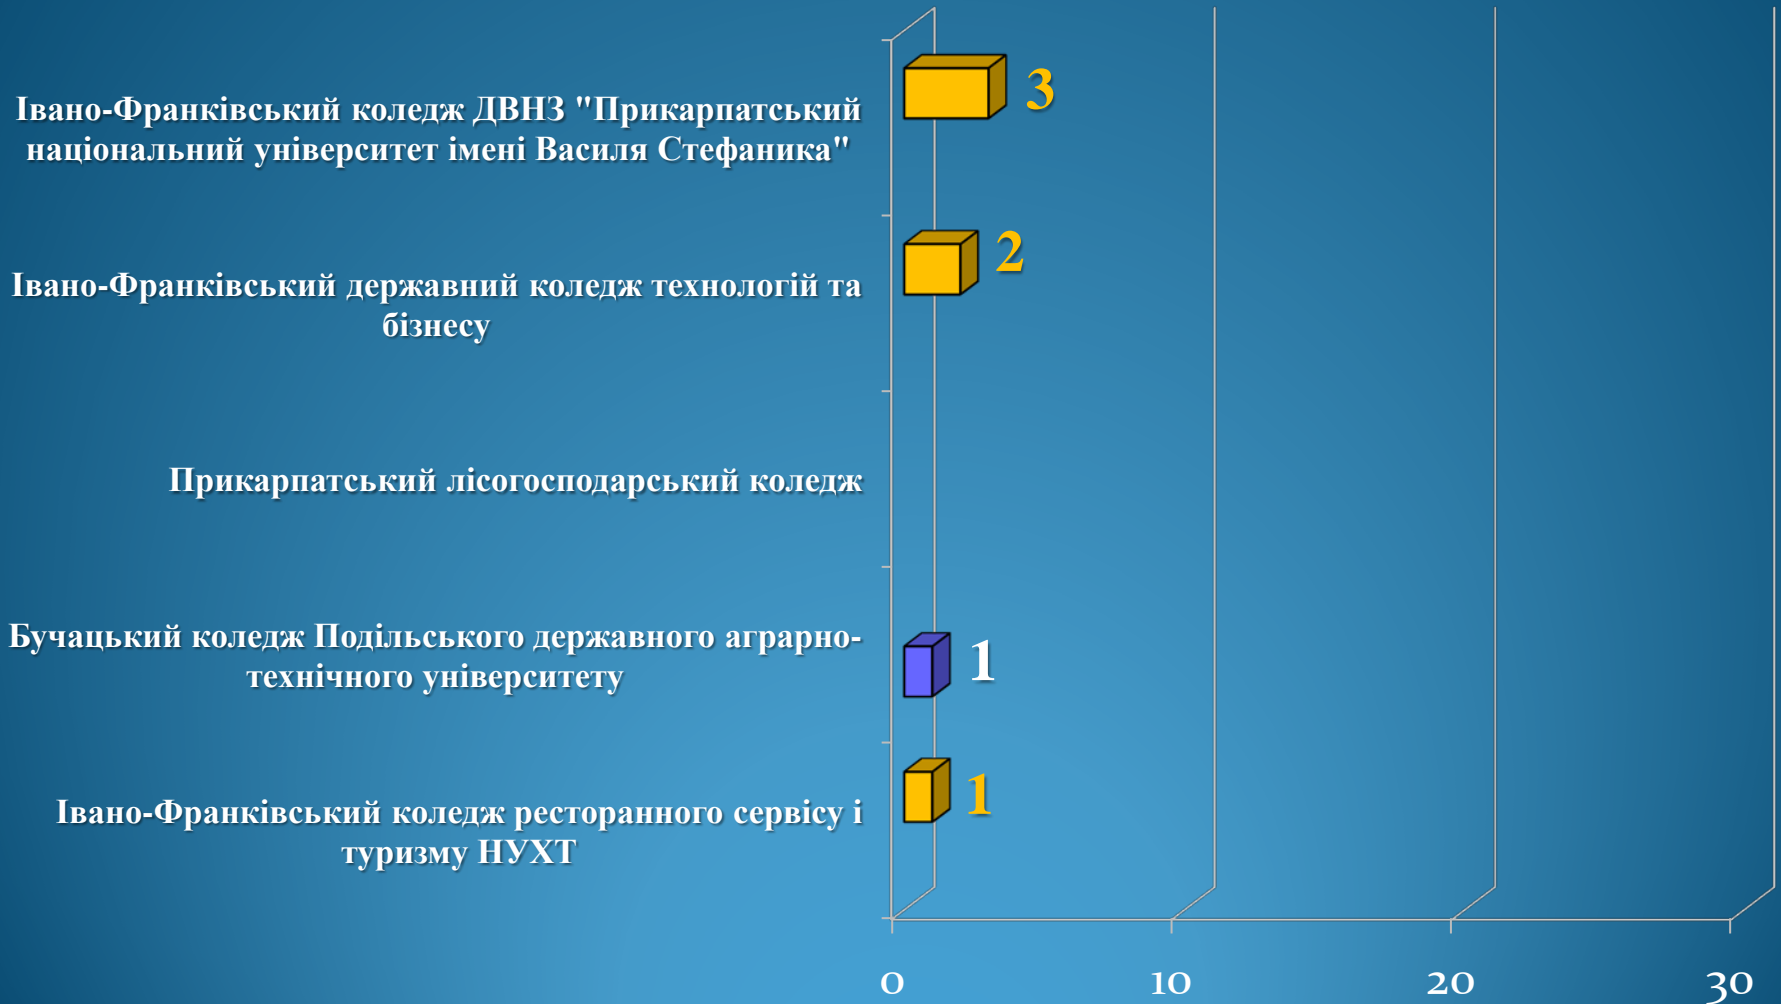 Івано-Франківський коледж ДВНЗ "Прикарпатський
національний університет імені Василя Стефаника"
3
Івано-Франківський державний коледж технологій та
бізнесу
2
Прикарпатський лісогосподарський коледж
Бучацький коледж Подільського державного аграрно-
технічного університету
1
Івано-Франківський коледж ресторанного сервісу і
туризму НУХТ
1
0 10 20 30